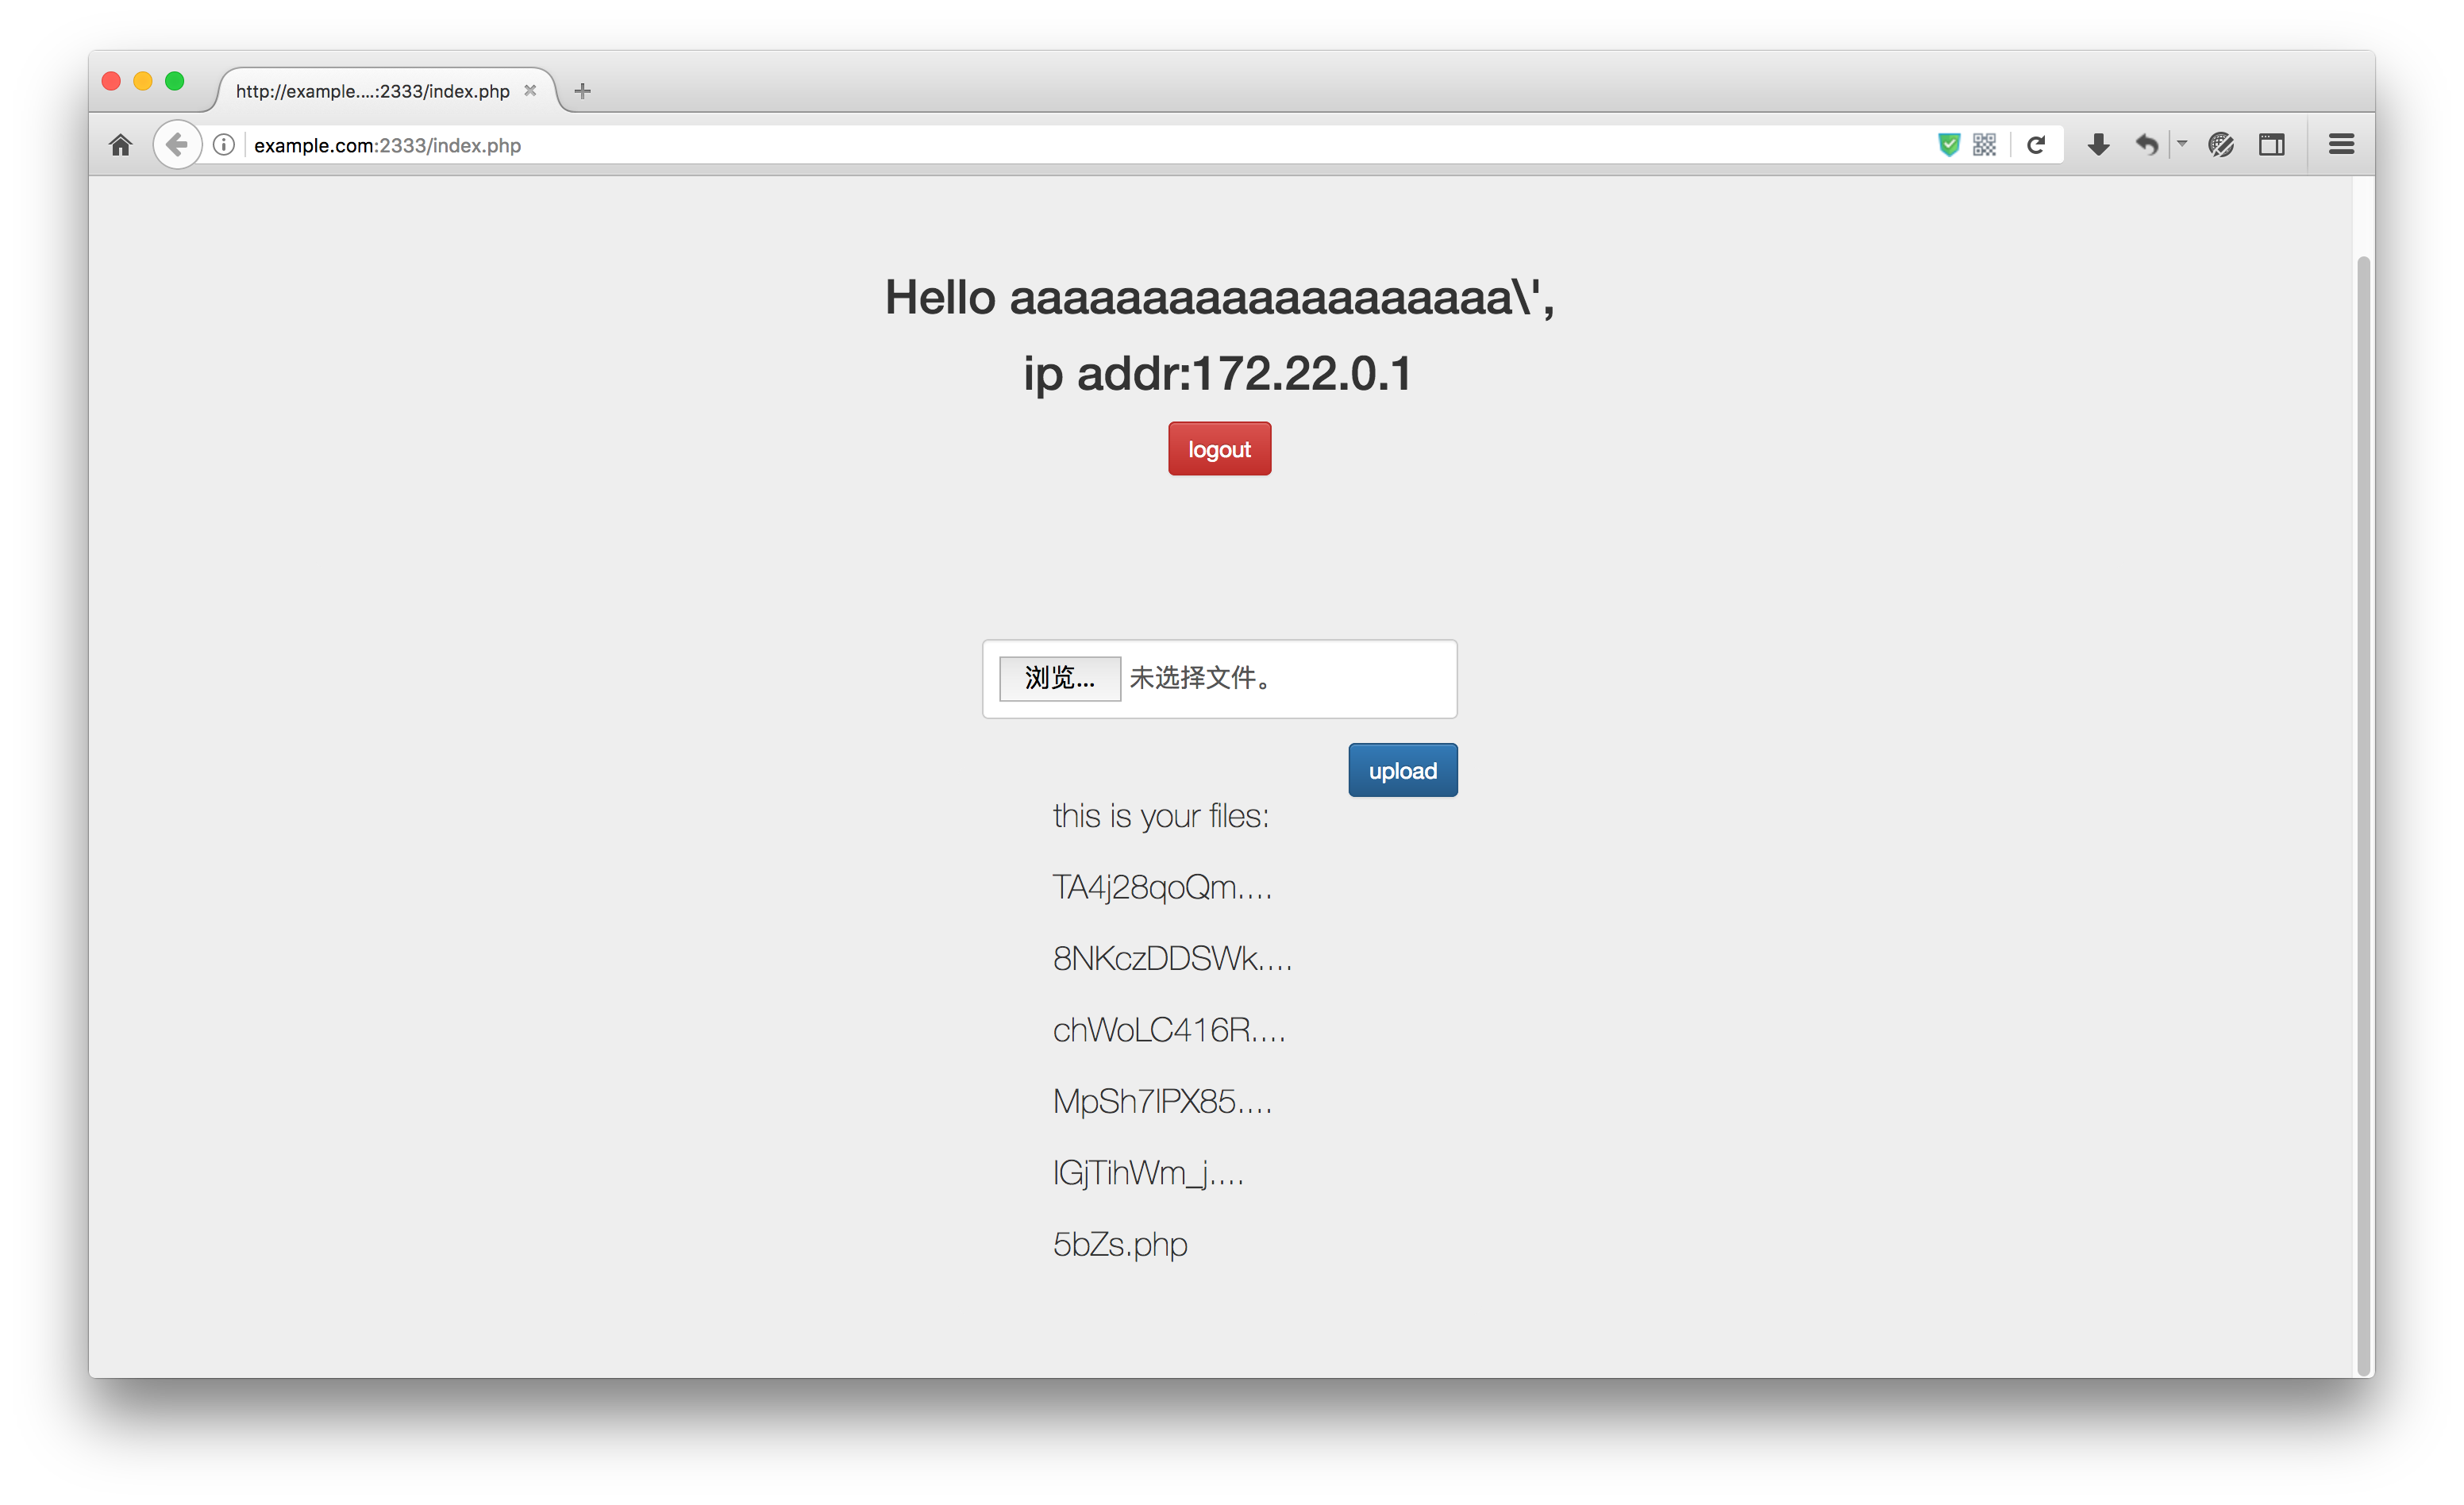 http://example....:2333/index.php
example.com:2333/index.php
Hello aaaaaaaaaaaaaaaaaaa\',
ip addr:172.22.0.1
logout
浏览... 未选择文件。
upload
this is your files:
TA4j28qoQm....
8NKczDDSWk....
chWoLC416R....
MpSh7lPX85....
lGjTihWm_j....
5bZs.php